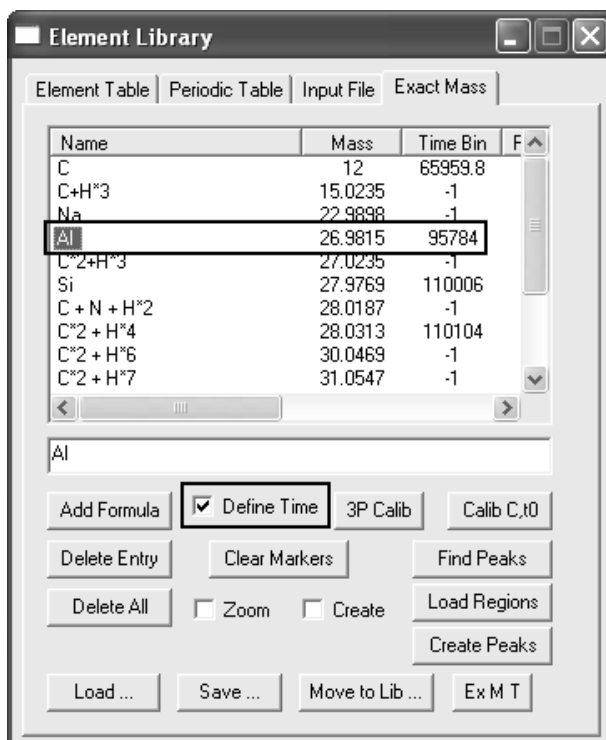 Element Library
Element Table Periodic Table Input File Exact Mass
Name Mass Time Bin F
C 12 65959.8
C+H*3 15.0235 -1
Na 22.9898 -1
Al 26.9815 95784
C*2+H*3 27.0235 -1
Si 27.9769 110006
C + N + H*2 28.0187 -1
C*2 + H*4 28.0313 110104
C*2 + H*6 30.0469 -1
C*2 + H*7 31.0547 -1
Al
Add Formula Define Time 3P Calib Calib C,t0
Delete Entry Clear Markers Find Peaks
Delete All Zoom Create Load Regions
Create Peaks
Load ... Save ... Move to Lib ... Ex M T